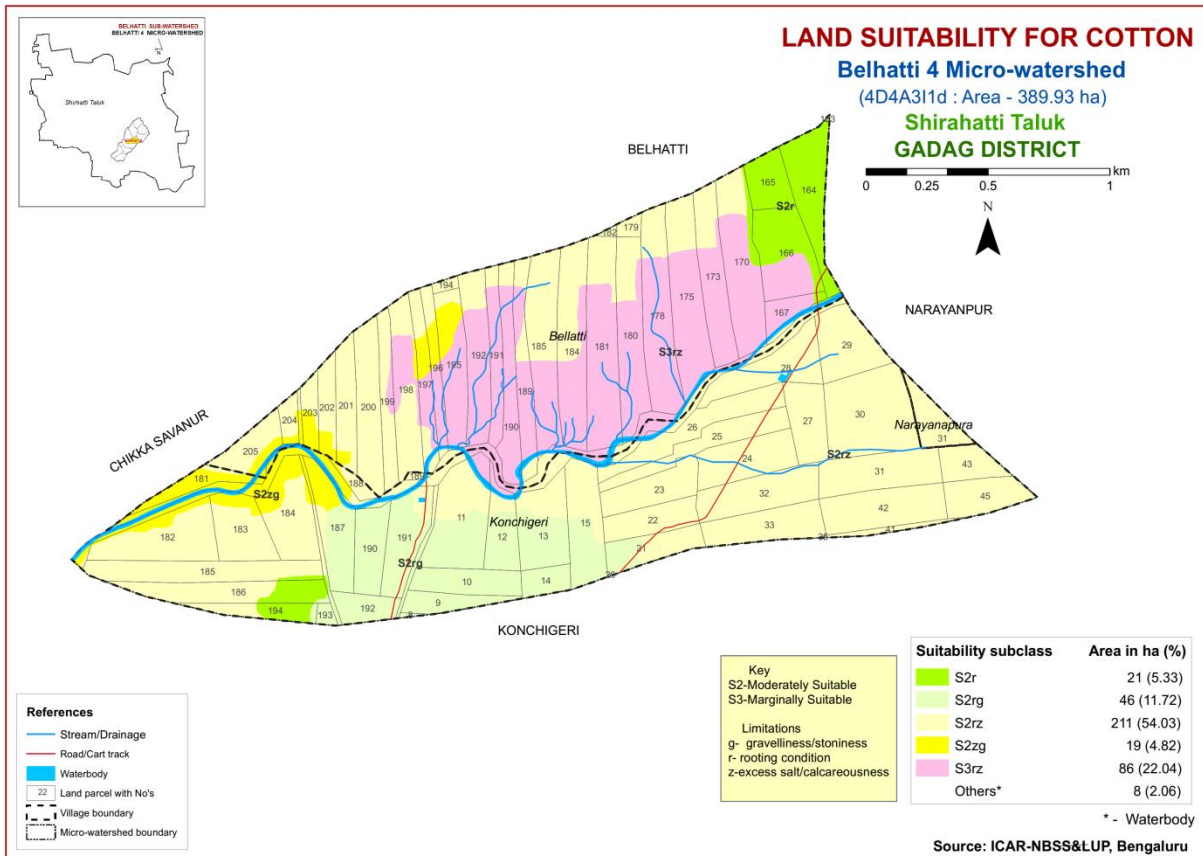 BELHATTI SUB-WATERSHED
BELHATTI 4 MICRO-WATERSHED
N
Shirhatti Taluk
LAND SUITABILITY FOR COTTON
Belhatti 4 Micro-watershed
(4D4A3I1d : Area - 389.93 ha)
Shirahatti Taluk
GADAG DISTRICT
0 0.25 0.5 1 km
N
BELHATTI
NARAYANPUR
CHIKKA SAVANUR
KONCHIGERI
165
164
S2r
166
182
179
170
173
175
178
167
194
Bellatti
180
181
184
185
S3rz
192
191
195
196
197
198
199
189
190
200
201
202
203
204
205
188
181
S2zg
182
183
184
185
186
194
193
187
190
191
S2rg
192
189
11
Konchigeri
12
13
15
10
14
9
8
29
28
27
30
Narayanapura
31
26
25
24
S2rz
31
43
23
32
42
45
22
33
41
21
Key
S2-Moderately Suitable
S3-Marginally Suitable
Limitations
g- gravelliness/stoniness
r- rooting condition
z-excess salt/calcareousness
Suitability subclass Area in ha (%)
S2r 21 (5.33)
S2rg 46 (11.72)
S2rz 211 (54.03)
S2zg 19 (4.82)
S3rz 86 (22.04)
Others* 8 (2.06)
* - Waterbody
References
Stream/Drainage
Road/Cart track
Waterbody
22 Land parcel with No's
Village boundary
Micro-watershed boundary
Source: ICAR-NBSS&LUP, Bengaluru